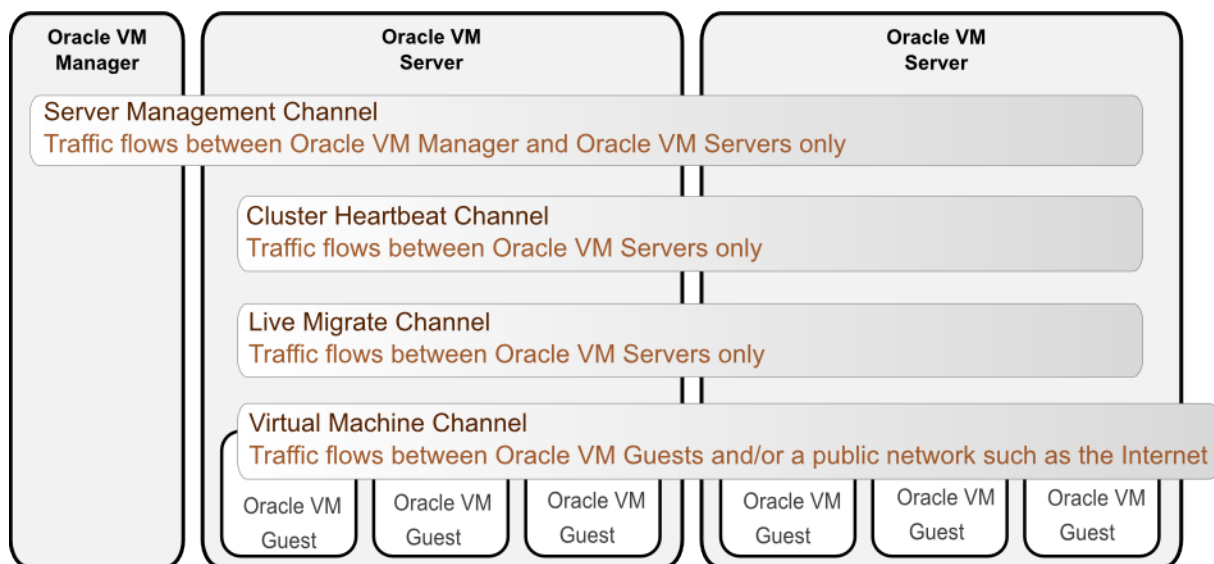 Oracle VM
Manager
Oracle VM
Server
Oracle VM
Server
Server Management Channel
Traffic flows between Oracle VM Manager and Oracle VM Servers only
Cluster Heartbeat Channel
Traffic flows between Oracle VM Servers only
Live Migrate Channel
Traffic flows between Oracle VM Servers only
Virtual Machine Channel
Traffic flows between Oracle VM Guests and/or a public network such as the Internet
Oracle VM
Guest
Oracle VM
Guest
Oracle VM
Guest
Oracle VM
Guest
Oracle VM
Guest
Oracle VM
Guest